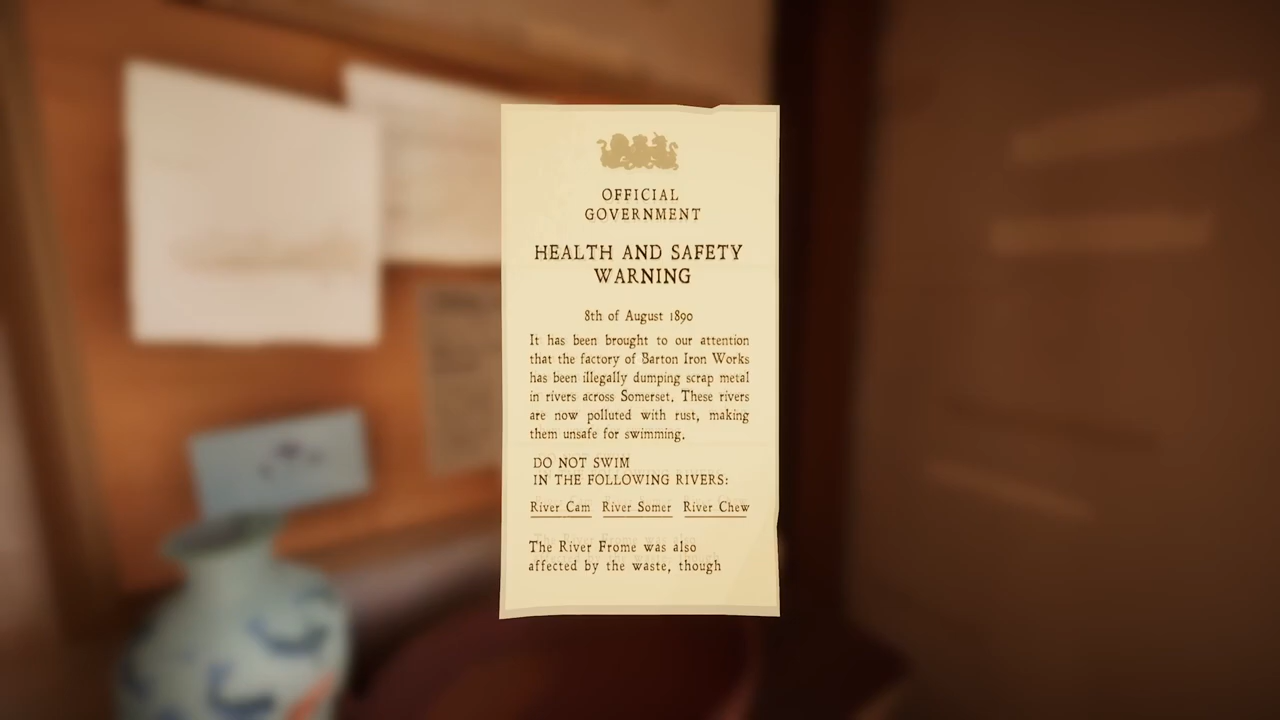 OFFICIAL
GOVERNMENT
HEALTH AND SAFETY
WARNING
8th of August 1890
It has been brought to our attention
that the factory of Barton Iron Works
has been illegally dumping scrap metal
in rivers across Somerset. These rivers
are now polluted with rust, making
them unsafe for swimming.
DO NOT SWIM
IN THE FOLLOWING RIVERS:
River Cam River Somer River Chew
The River Frome was also
affected by the waste, though